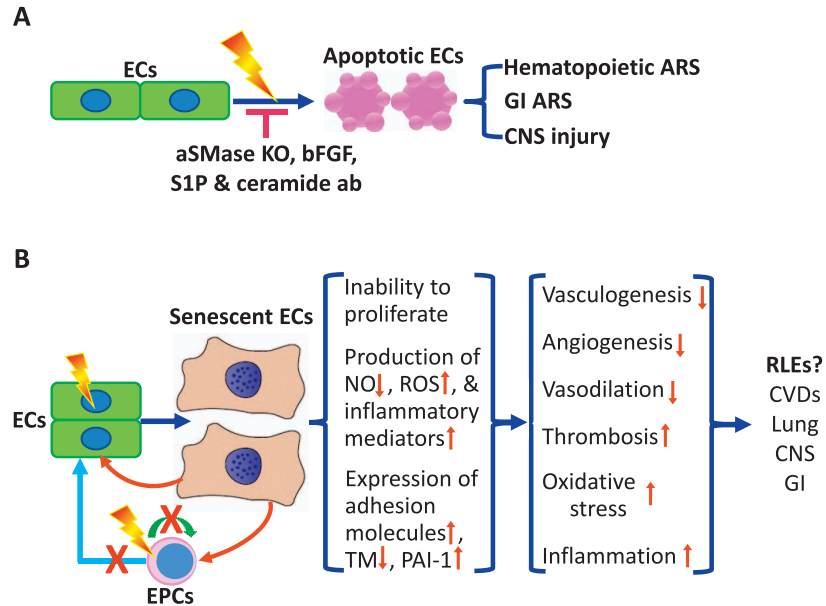 A
ECs
Apoptotic ECs
Hematopoietic ARS
GI ARS
CNS injury
aSMase KO, bFGF,
S1P & ceramide ab
B
Senescent ECs
ECs
X
X
EPCs
Inability to
proliferate
Production of
NO↓, ROS↑, &
inflammatory
mediators↑
Expression of
adhesion
molecules↑,
TM↓, PAI-1↑
Vasculogenesis↓
Angiogenesis↓
Vasodilation↓
Thrombosis↑
Oxidative
stress ↑
Inflammation↑
RLEs?
CVDs
Lung
CNS
GI